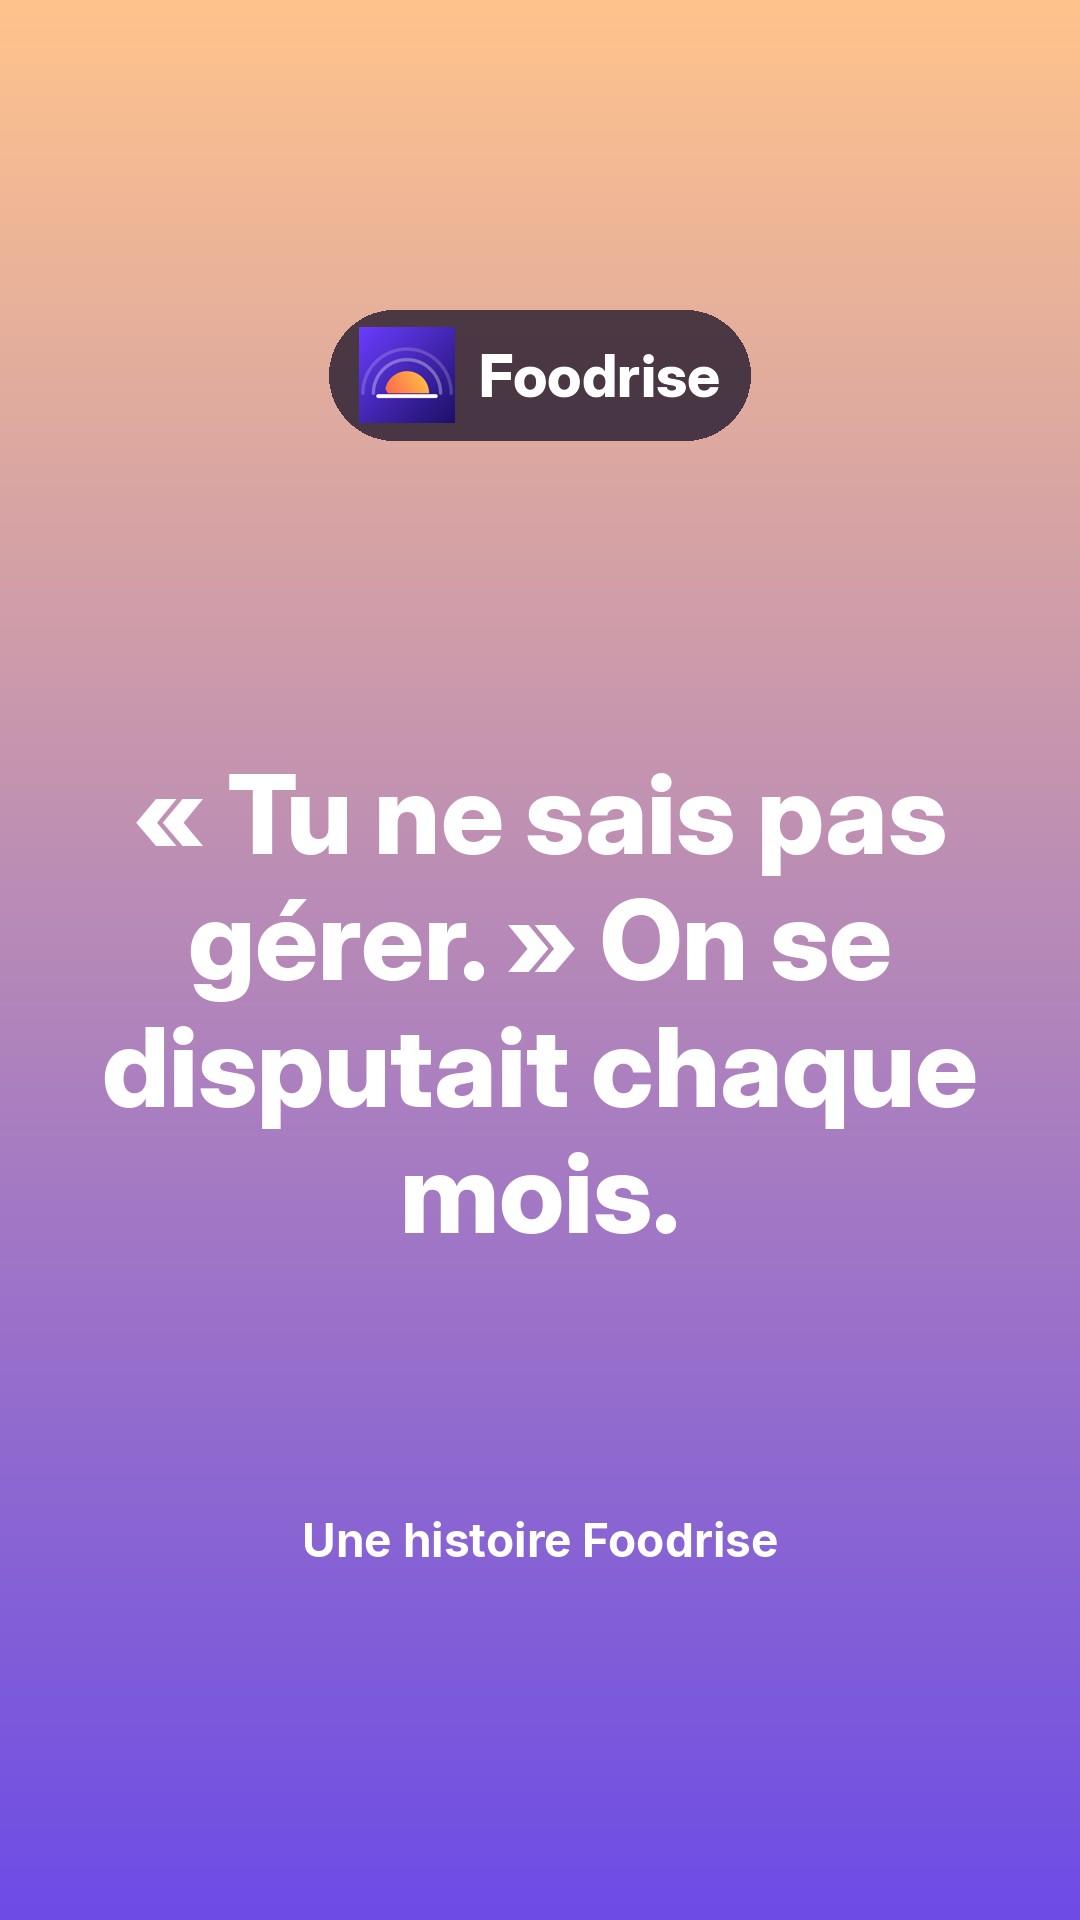 Foodrise
« Tu ne sais pas
gérer. » On se
disputait chaque
mois.
Une histoire Foodrise